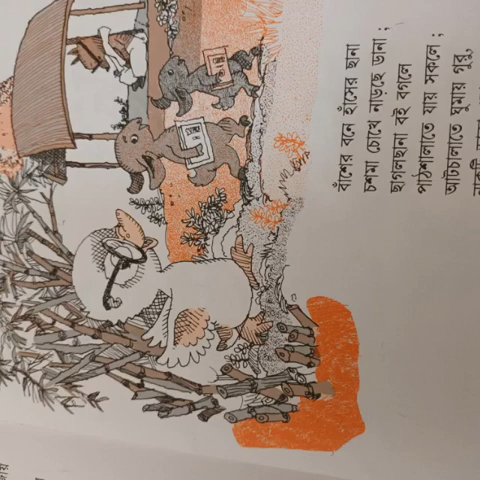 বাঁশের বনে হাঁসের ছানা
চশমা চোখে নাড়ছে ডানা ;
ছাগলছানা বই বগলে
পাঠশালাতে যায় সকলে ;
আটচালাতে ঘুমায় গুরু,